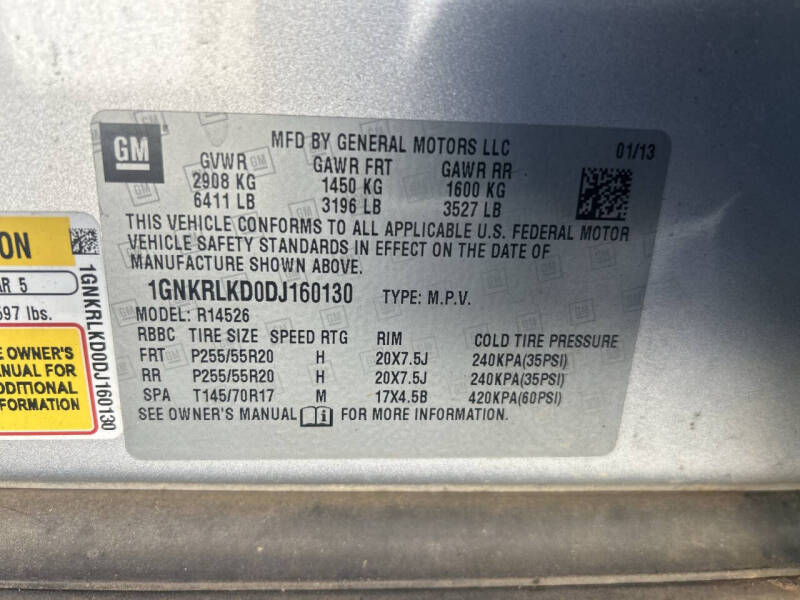 GM
MFD BY GENERAL MOTORS LLC 01/13
GVWR GAWR FRT GAWR RR
2908 KG 1450 KG 1600 KG
6411 LB 3196 LB 3527 LB
THIS VEHICLE CONFORMS TO ALL APPLICABLE U.S. FEDERAL MOTOR
VEHICLE SAFETY STANDARDS IN EFFECT ON THE DATE OF
MANUFACTURE SHOWN ABOVE.
1GNKRLKD0DJ160130 TYPE: M.P.V.
MODEL: R14526
RBBC TIRE SIZE SPEED RTG RIM COLD TIRE PRESSURE
FRT P255/55R20 H 20X7.5J 240KPA(35PSI)
RR P255/55R20 H 20X7.5J 240KPA(35PSI)
SPA T145/70R17 M 17X4.5B 420KPA(60PSI)
SEE OWNER'S MANUAL FOR MORE INFORMATION.
ON
AR 5
597 lbs.
E OWNER'S
ANUAL FOR
DDITIONAL
FORMATION
1GNKRLKD0DJ160130